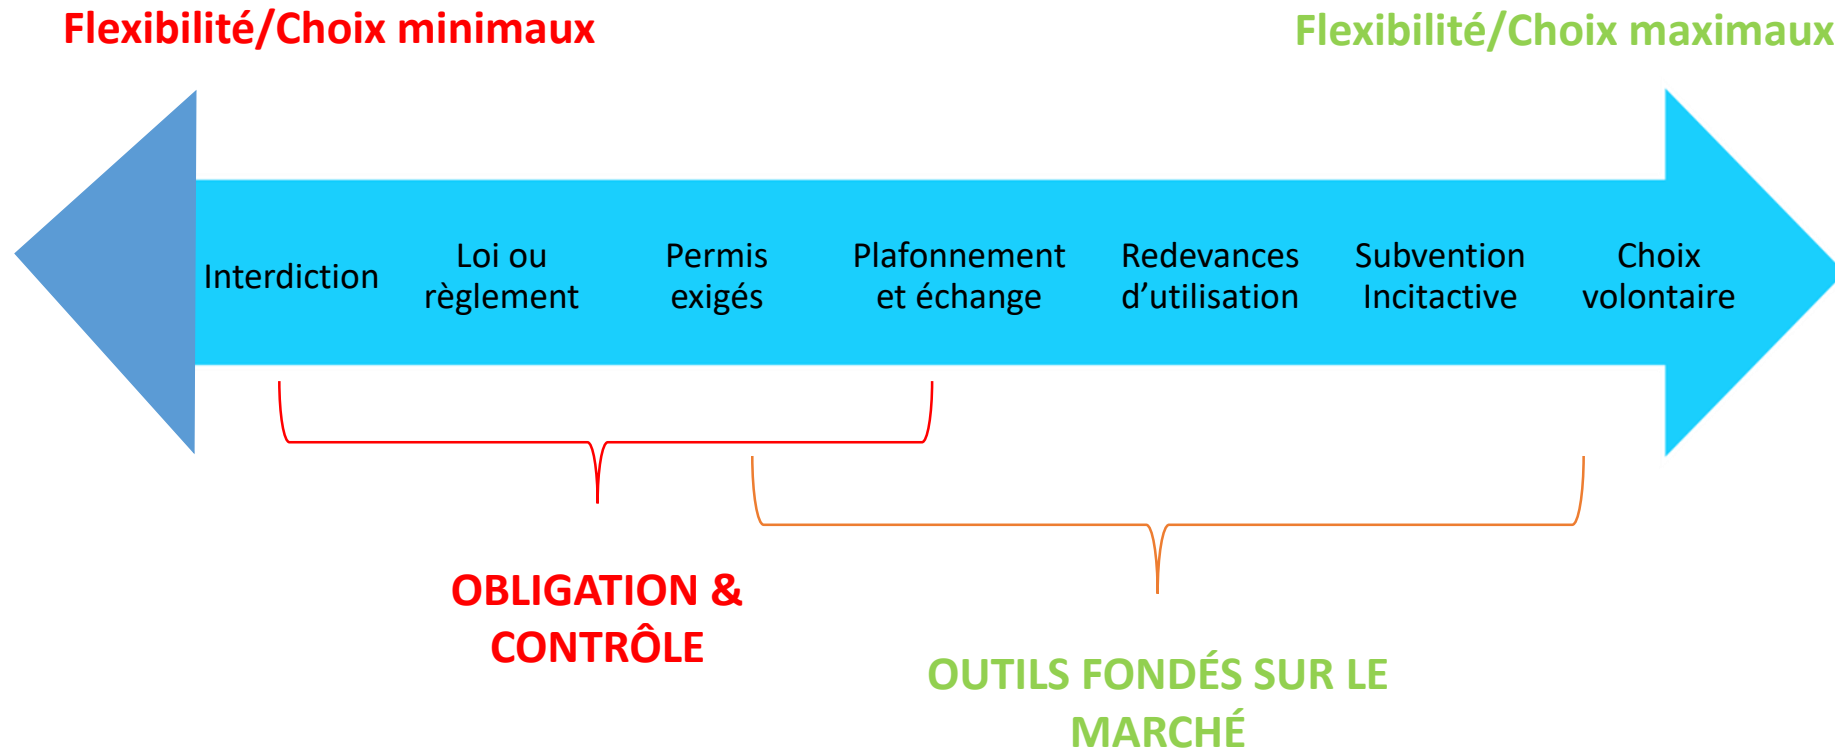 Flexibilité/Choix minimaux
Flexibilité/Choix maximaux
Interdiction
Loi ou
règlement
Permis
exigés
Plafonnement
et échange
Redevances
d’utilisation
Subvention
Incitactive
Choix
volontaire
OBLIGATION &
CONTRÔLE
OUTILS FONDÉS SUR LE
MARCHÉ